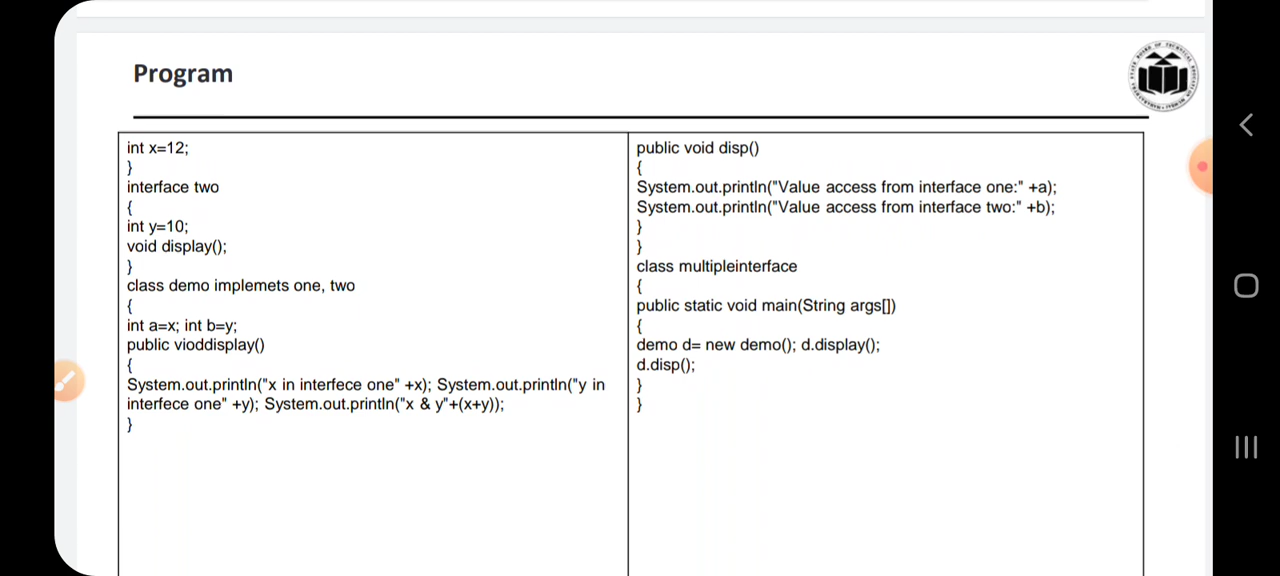 Program
int x=12;
}
interface two
{
int y=10;
void display();
}
class demo implemets one, two
{
int a=x; int b=y;
public vioddisplay()
{
System.out.println("x in interfece one" +x); System.out.println("y in
interfece one" +y); System.out.println("x & y"+(x+y));
}
public void disp()
{
System.out.println("Value access from interface one:" +a);
System.out.println("Value access from interface two:" +b);
}
}
class multipleinterface
{
public static void main(String args[])
{
demo d= new demo(); d.display();
d.disp();
}
}